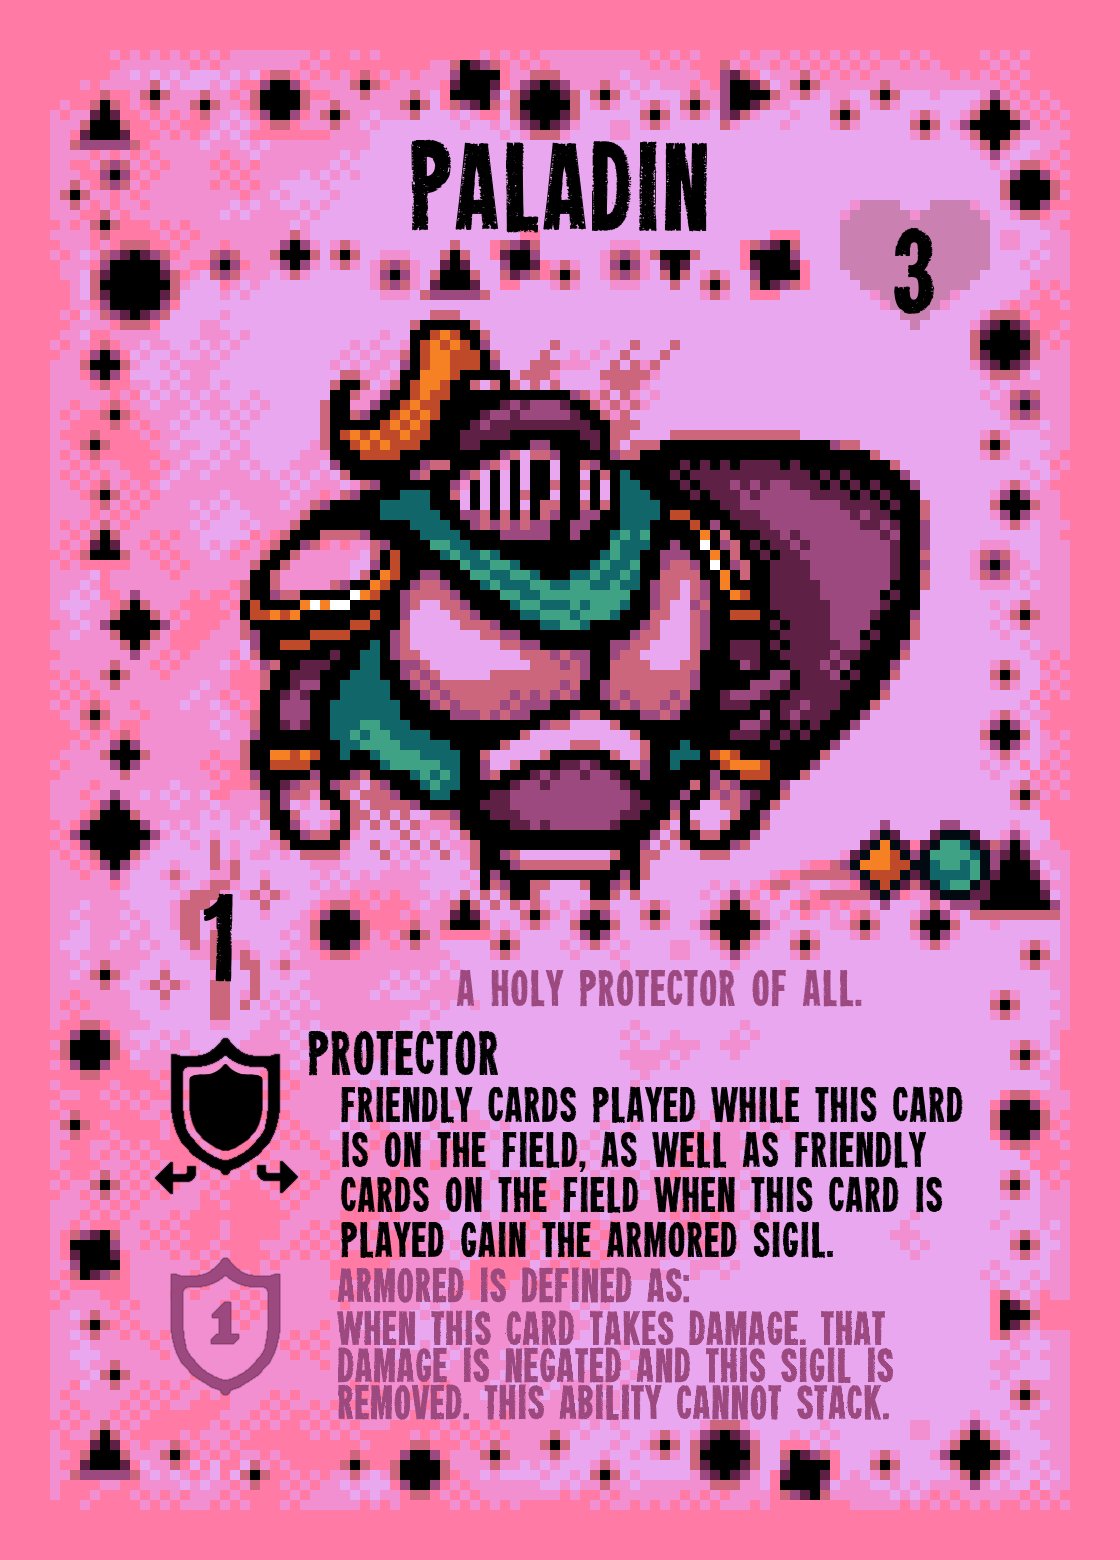 PALADIN
3
1
A HOLY PROTECTOR OF ALL.
PROTECTOR
FRIENDLY CARDS PLAYED WHILE THIS CARD
IS ON THE FIELD, AS WELL AS FRIENDLY
CARDS ON THE FIELD WHEN THIS CARD IS
PLAYED GAIN THE ARMORED SIGIL.
ARMORED IS DEFINED AS:
1
WHEN THIS CARD TAKES DAMAGE. THAT
DAMAGE IS NEGATED AND THIS SIGIL IS
REMOVED. THIS ABILITY CANNOT STACK.